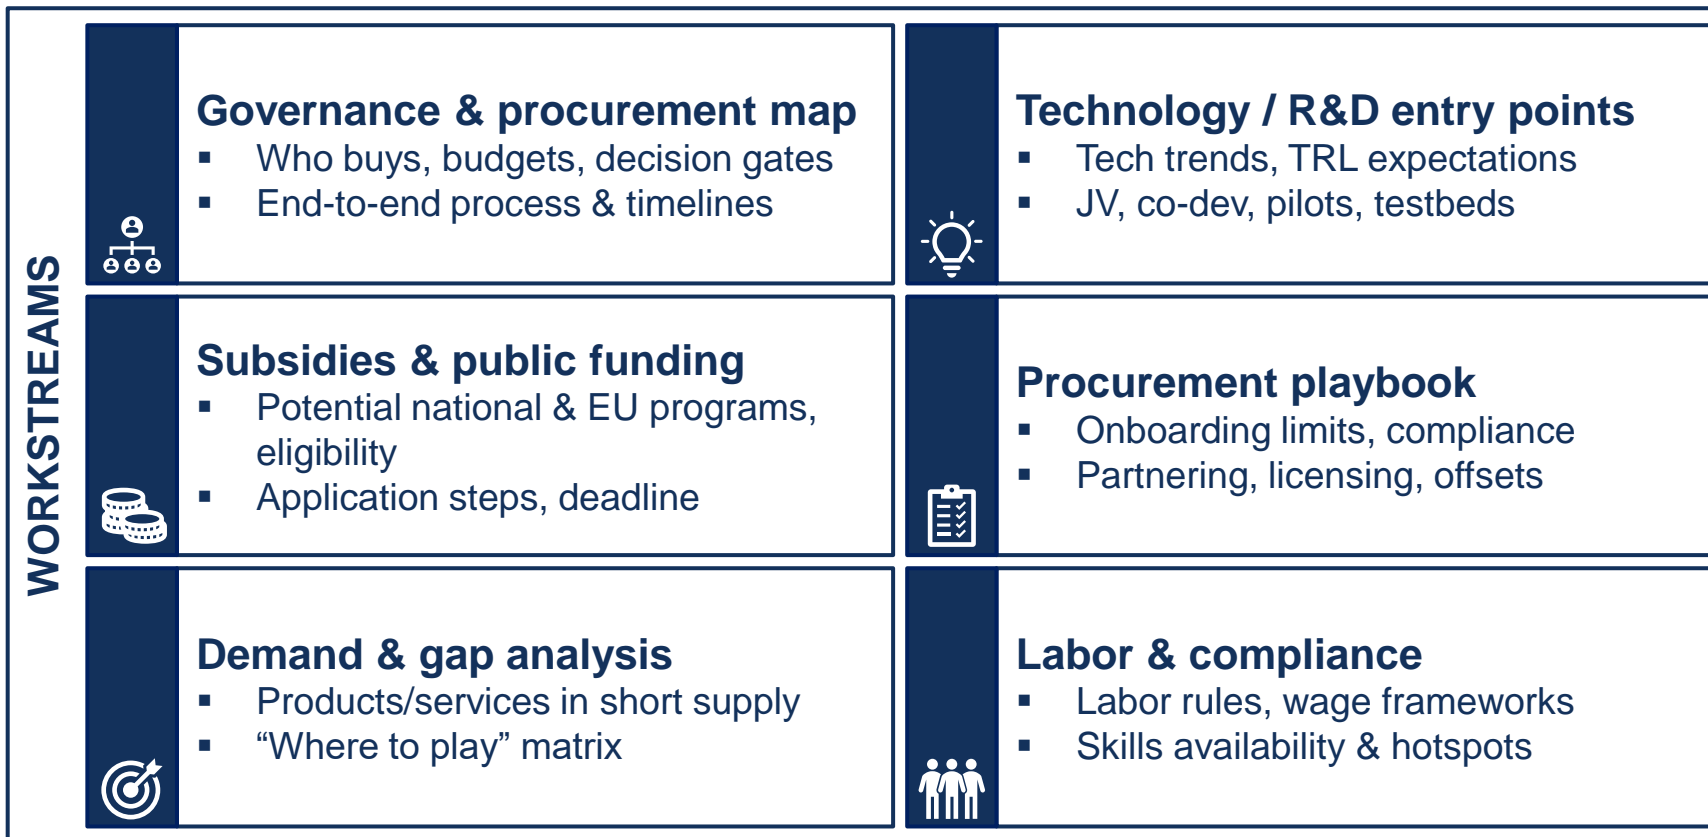 WORKSTREAMS
Governance & procurement map
▪ Who buys, budgets, decision gates
▪ End-to-end process & timelines
Technology / R&D entry points
▪ Tech trends, TRL expectations
▪ JV, co-dev, pilots, testbeds
Subsidies & public funding
▪ Potential national & EU programs,
eligibility
▪ Application steps, deadline
Procurement playbook
▪ Onboarding limits, compliance
▪ Partnering, licensing, offsets
Demand & gap analysis
▪ Products/services in short supply
▪ “Where to play” matrix
Labor & compliance
▪ Labor rules, wage frameworks
▪ Skills availability & hotspots